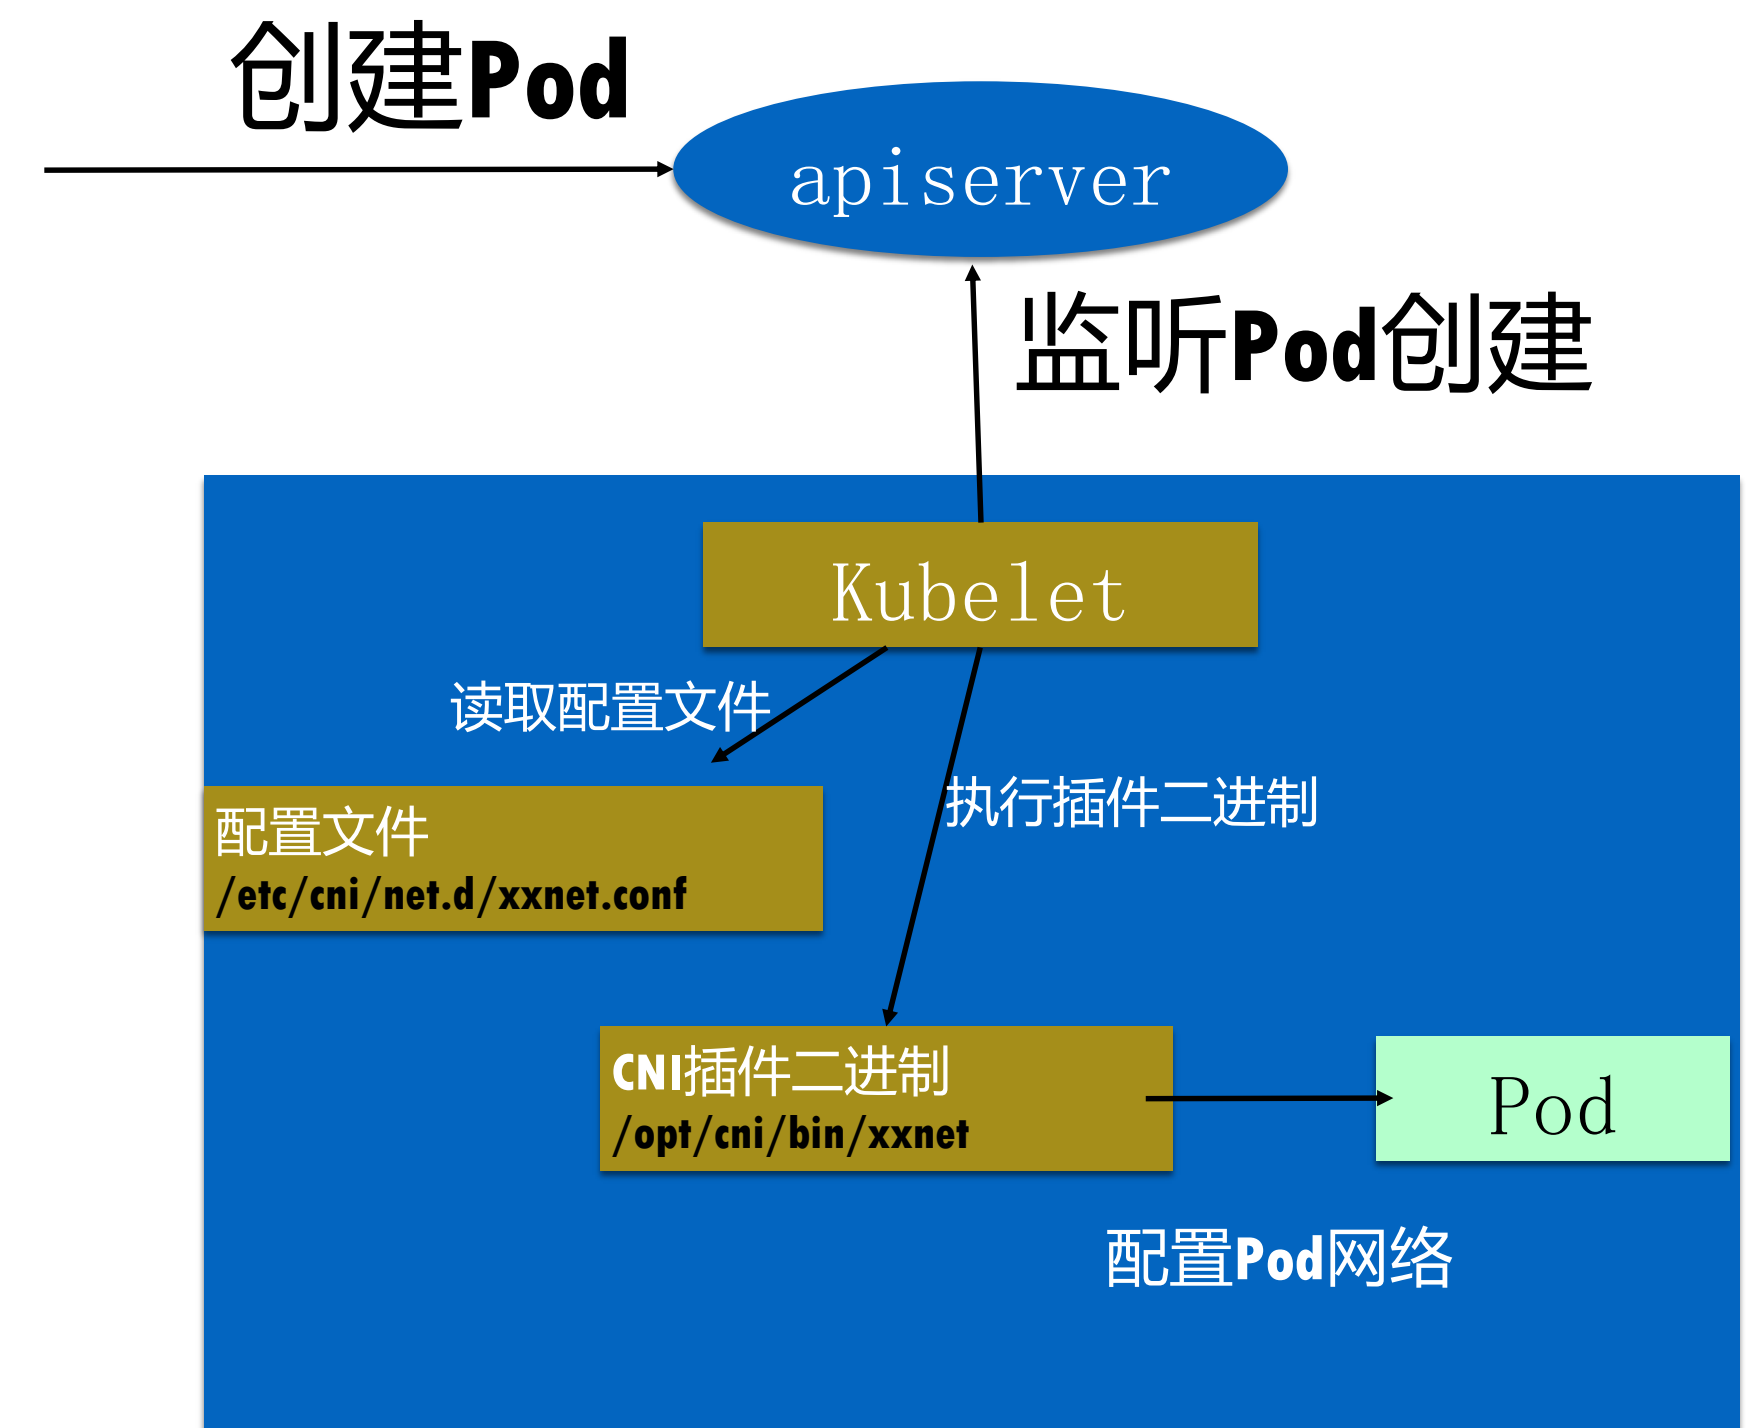 创建Pod
apiserver
监听Pod创建
Kubelet
读取配置文件
执行插件二进制
配置文件
/etc/cni/net.d/xxnet.conf
CNI插件二进制
/opt/cni/bin/xxnet
Pod
配置Pod网络